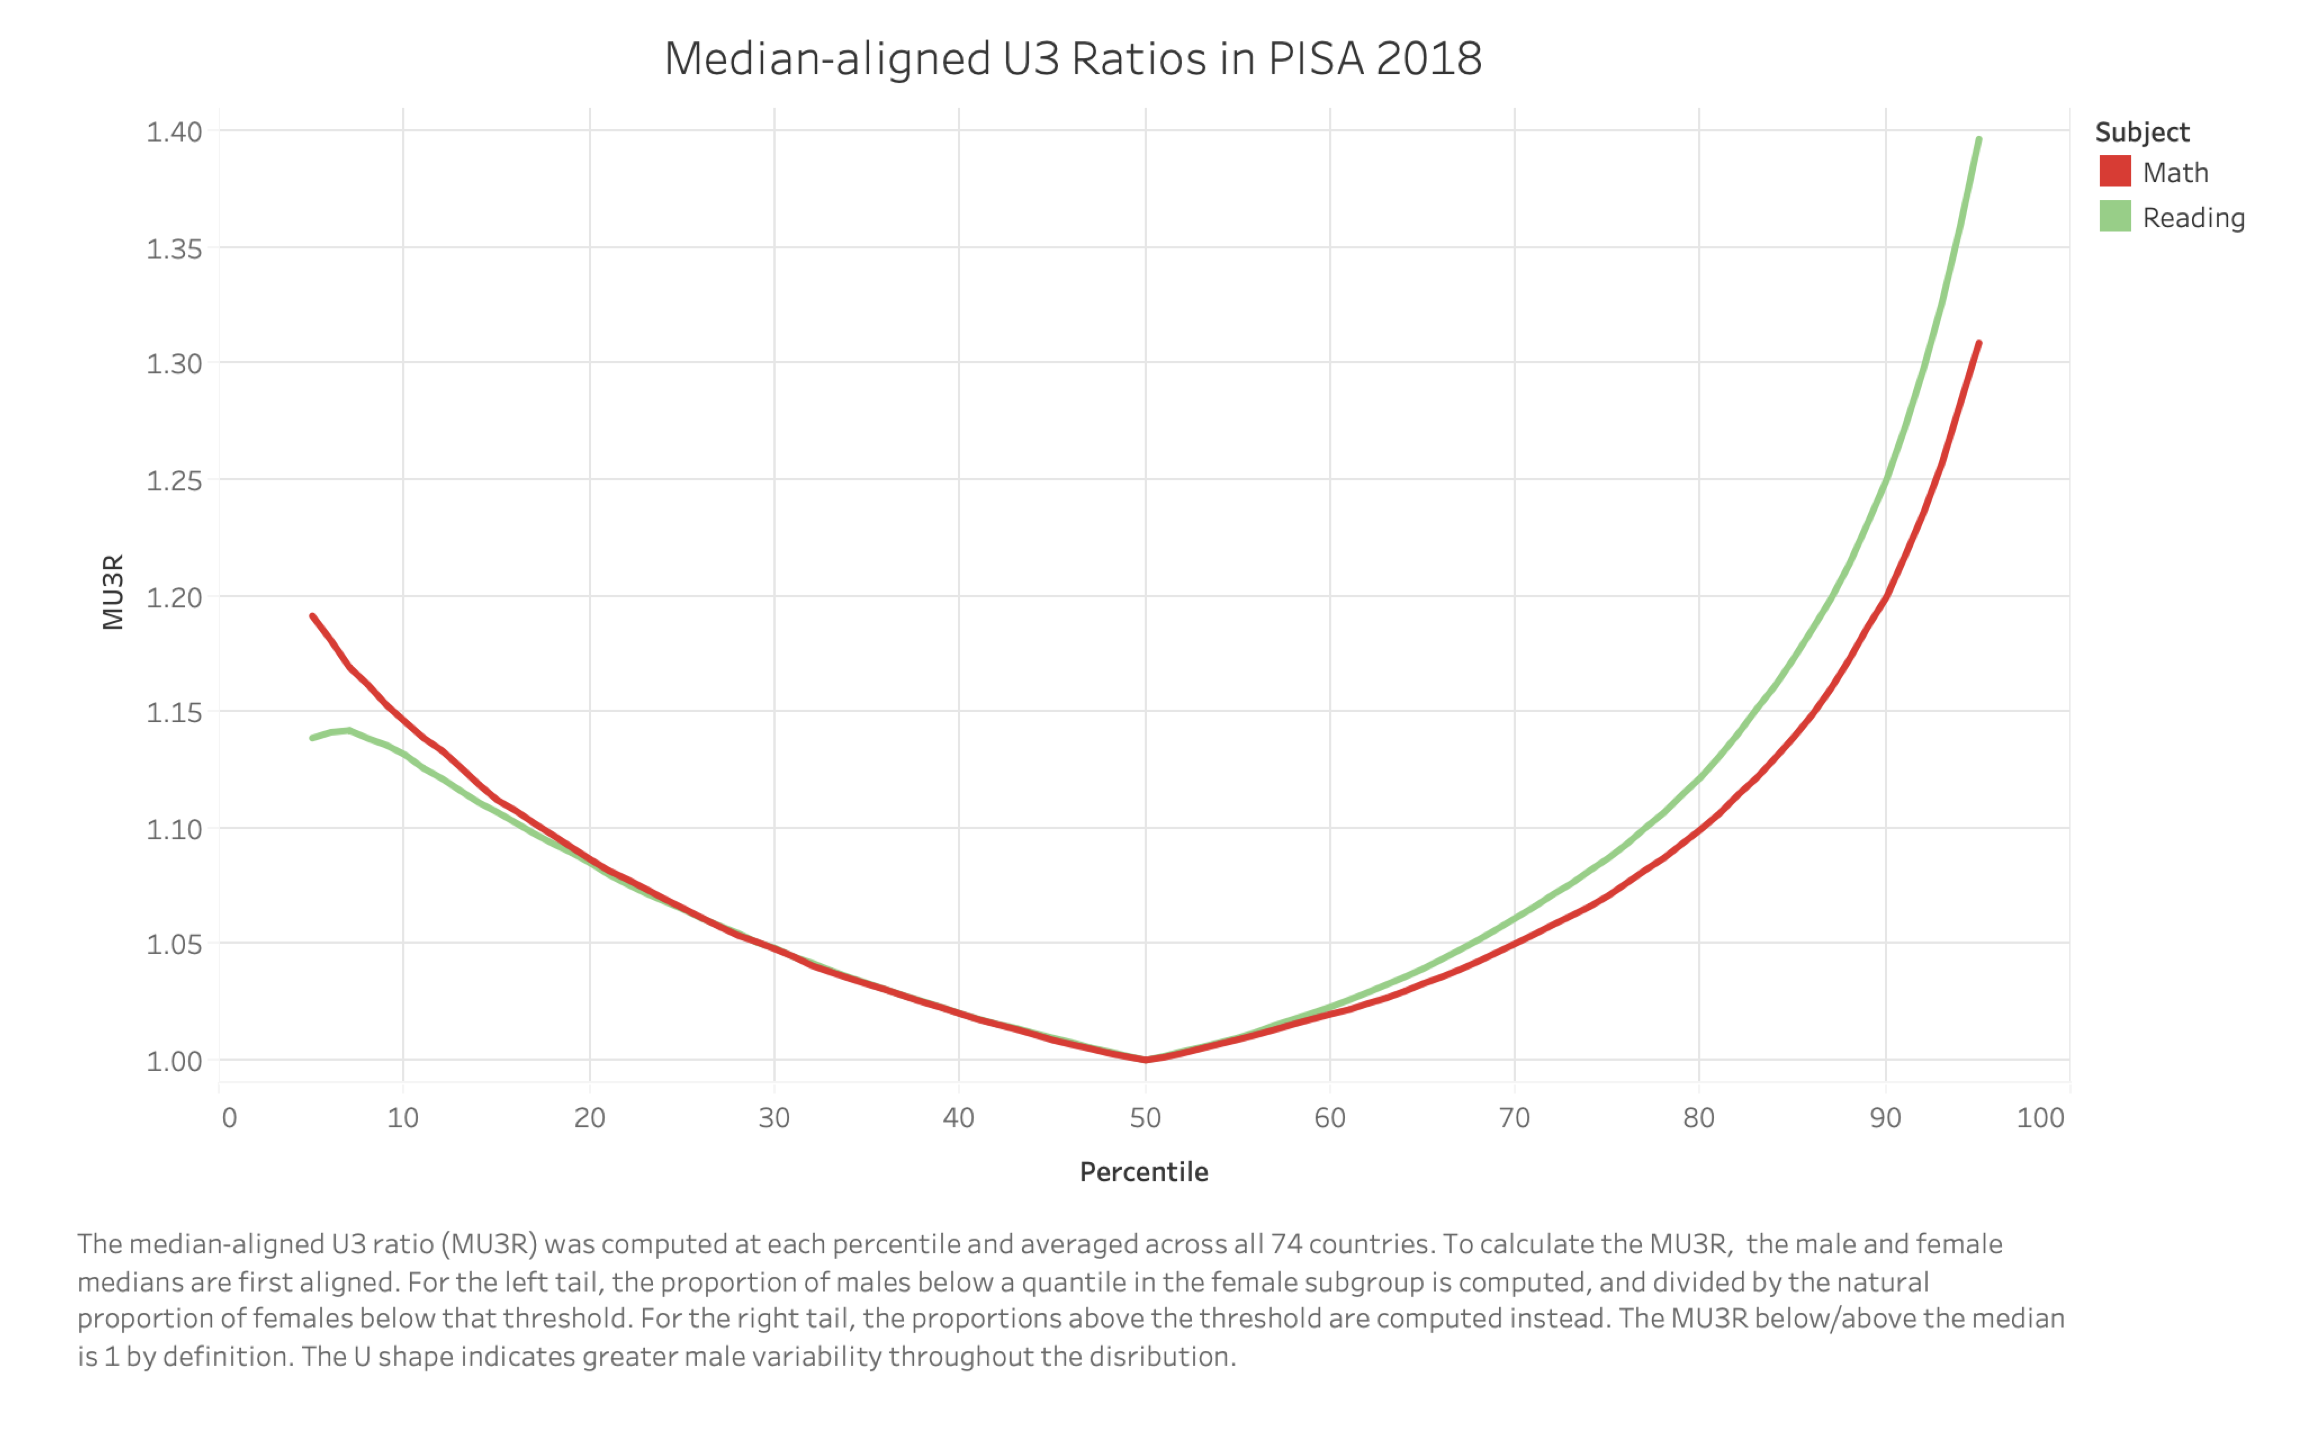 Median-aligned U3 Ratios in PISA 2018
Subject
Math
Reading
MU3R
1.40
1.35
1.30
1.25
1.20
1.15
1.10
1.05
1.00
0 10 20 30 40 50 60 70 80 90 100
Percentile
The median-aligned U3 ratio (MU3R) was computed at each percentile and averaged across all 74 countries. To calculate the MU3R,  the male and female
medians are first aligned. For the left tail, the proportion of males below a quantile in the female subgroup is computed, and divided by the natural
proportion of females below that threshold. For the right tail, the proportions above the threshold are computed instead. The MU3R below/above the median
is 1 by definition. The U shape indicates greater male variability throughout the disribution.